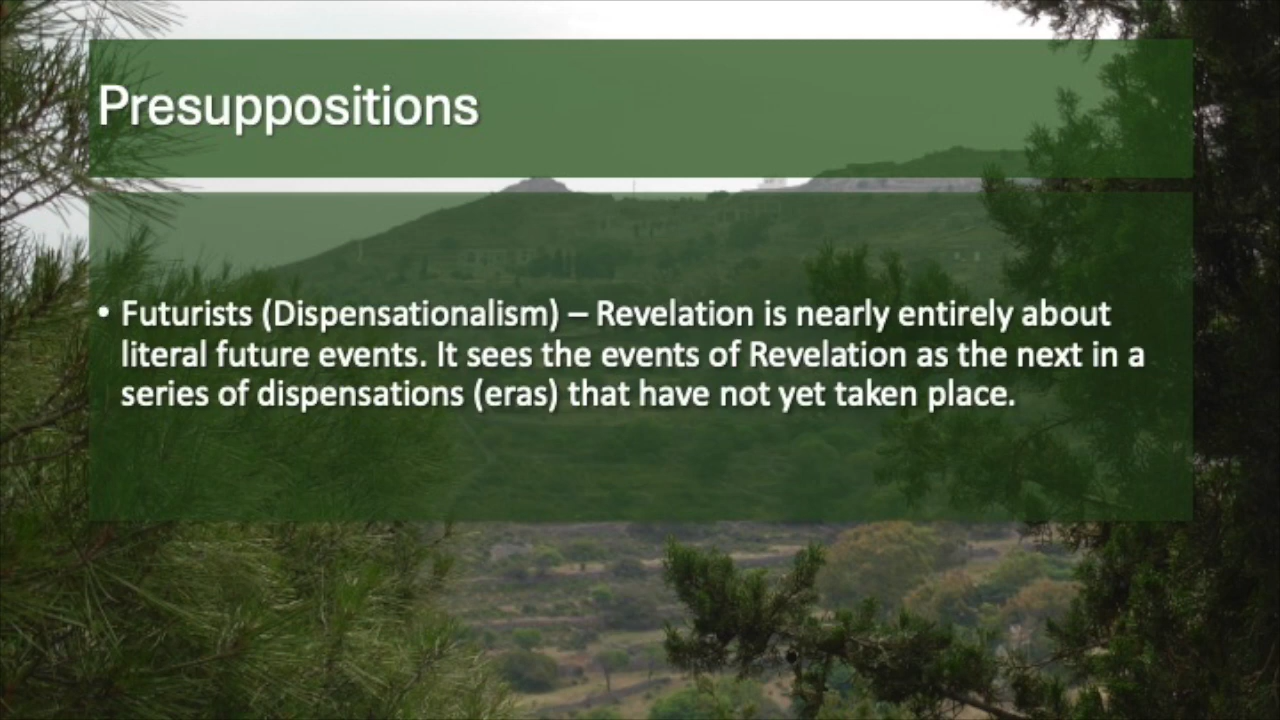 Presuppositions
• Futurists (Dispensationalism) – Revelation is nearly entirely about
literal future events. It sees the events of Revelation as the next in a
series of dispensations (eras) that have not yet taken place.